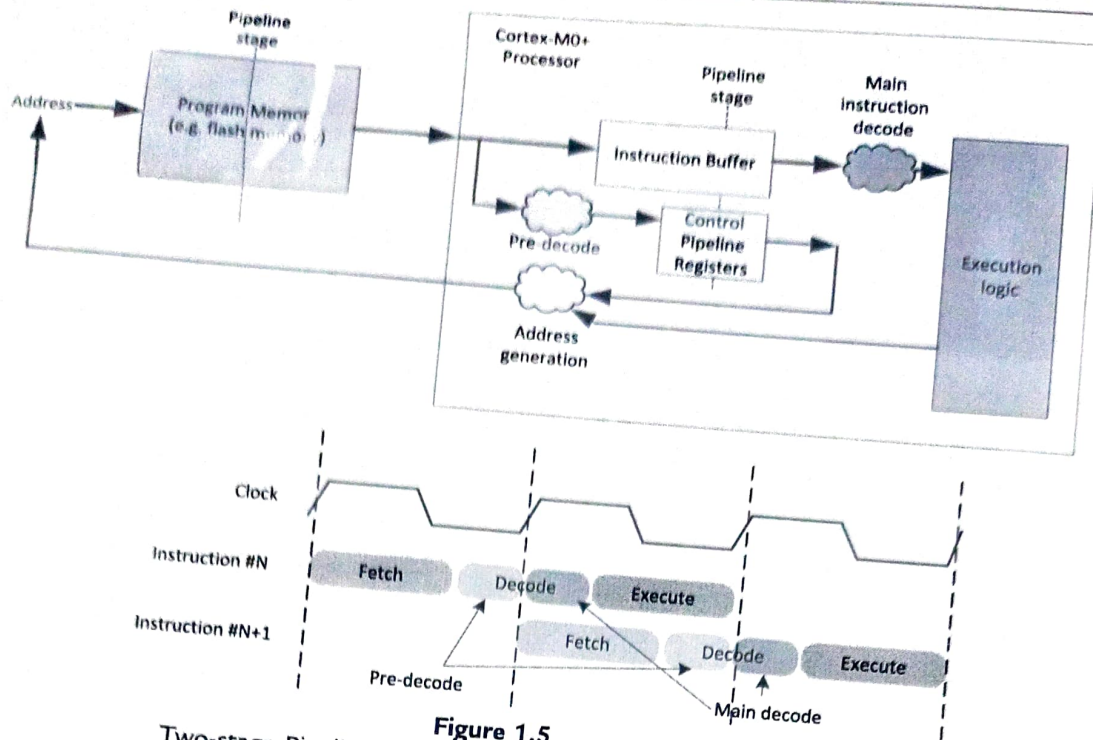 Pipeline
stage
Cortex-M0+
Processor
Pipeline
stage
Main
instruction
decode
Address
Program Memor
(e.g. flash
Instruction Buffer
Pre-decode
Control
Pipeline
Registers
Execution
logic
Address
generation
Clock
Instruction #N
Fetch
Decode
Execute
Instruction #N+1
Fetch
Decode
Execute
Pre-decode
Main decode
Figure 1.5
Two-stage